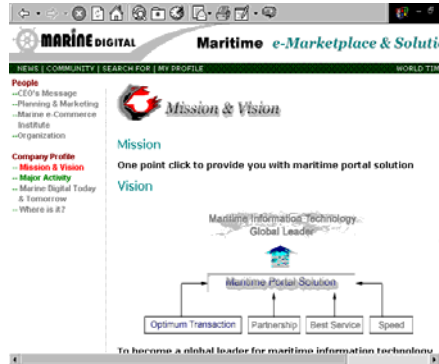 MARINE DIGITAL
Maritime e-Marketplace & Soluti
NEWS | COMMUNITY | SEARCH FOR | MY PROFILE
WORLD TIM
People
--CEO's Message
--Planning & Marketing
--Marine e-Commerce
Institute
--Organization
Company Profile
-- Mission & Vision
-- Major Activity
-- Marine Digital Today
& Tomorrow
-- Where is it?
Mission & Vision
Mission
One point click to provide you with maritime portal solution
Vision
Maritime Information Technology
Global Leader
Maritime Portal Solution
Optimum Transaction
Partnership
Best Service
Speed
To become a global leader for maritime information technology